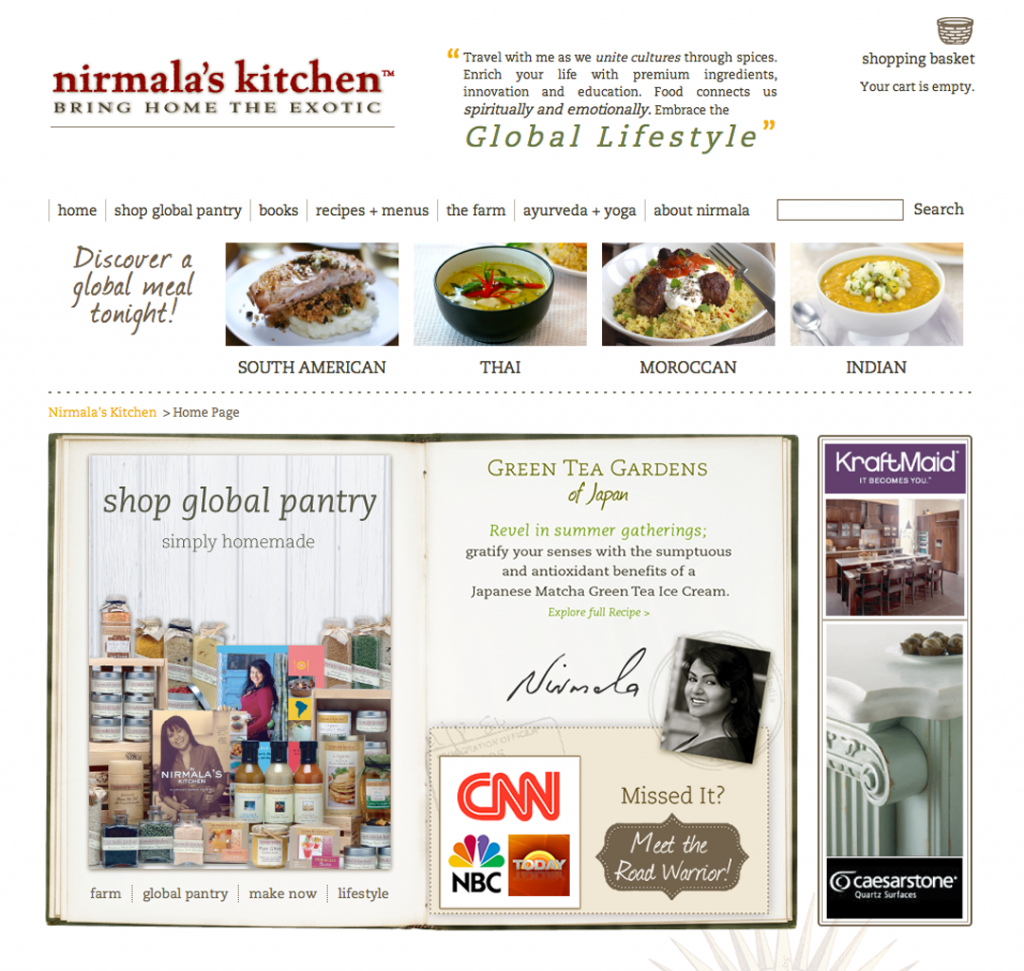 nirmala's kitchen™
BRING HOME THE EXOTIC
“ Travel with me as we unite cultures through spices.
Enrich your life with premium ingredients,
innovation and education. Food connects us
spiritually and emotionally. Embrace the
Global Lifestyle ”
shopping basket
Your cart is empty.
home
shop global pantry
books
recipes + menus
the farm
ayurveda + yoga
about nirmala
Search
Discover a
global meal
tonight!
SOUTH AMERICAN
THAI
MOROCCAN
INDIAN
Nirmala's Kitchen > Home Page
shop global pantry
simply homemade
NIRMALA'S
KITCHEN
farm
global pantry
make now
lifestyle
GREEN TEA GARDENS
of Japan
Revel in summer gatherings;
gratify your senses with the sumptuous
and antioxidant benefits of a
Japanese Matcha Green Tea Ice Cream.
Explore full Recipe >
Nirmala
CNN
NBC
TODAY
Missed It?
Meet the
Road Warrior!
KraftMaid
IT BECOMES YOU.™
caesarstone®
Quartz Surfaces